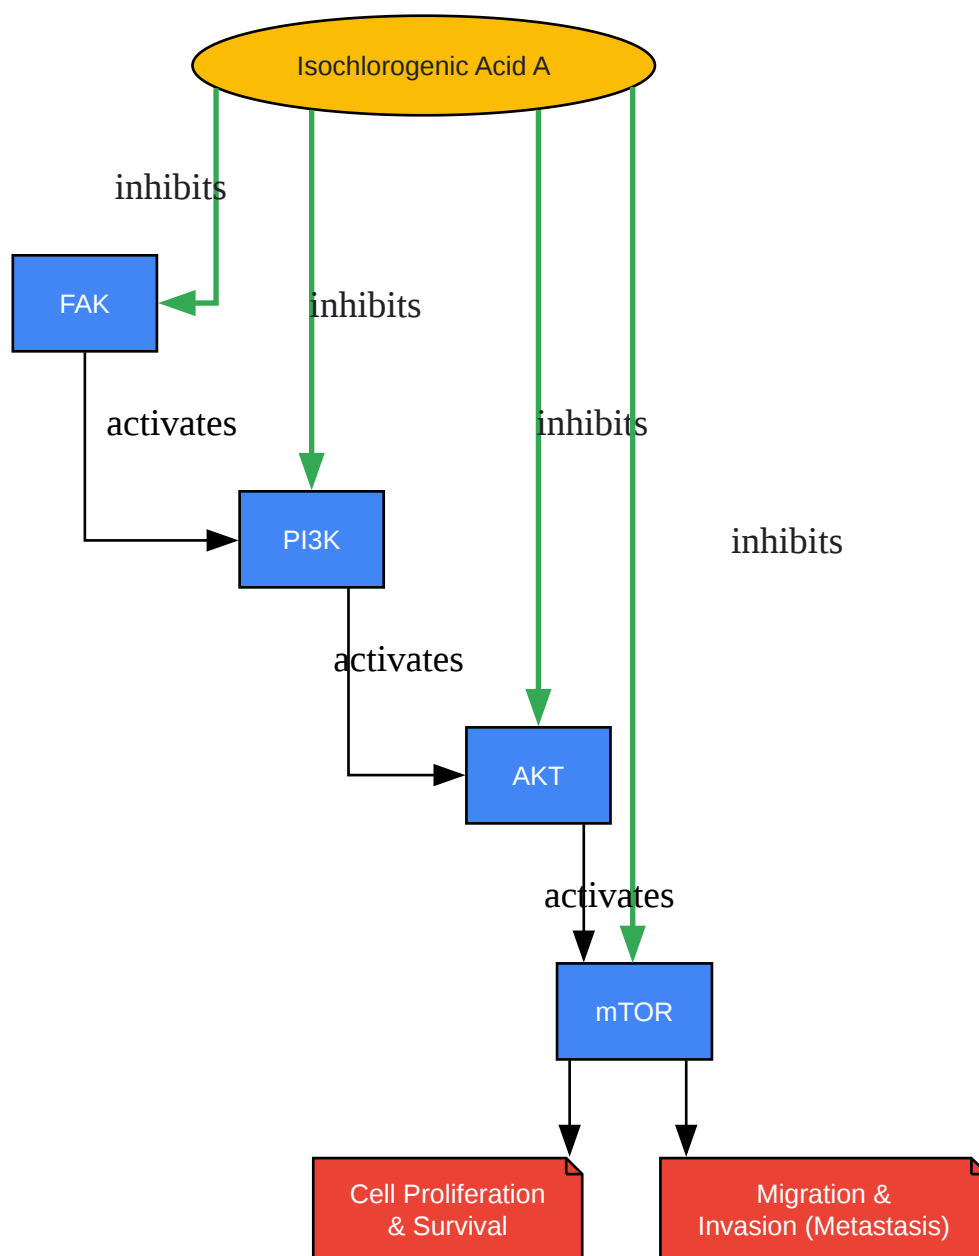 Isochlorogenic Acid A
inhibits
FAK
inhibits
activates
inhibits
PI3K
inhibits
activates
AKT
activates
mTOR
Cell Proliferation
& Survival
Migration &
Invasion (Metastasis)